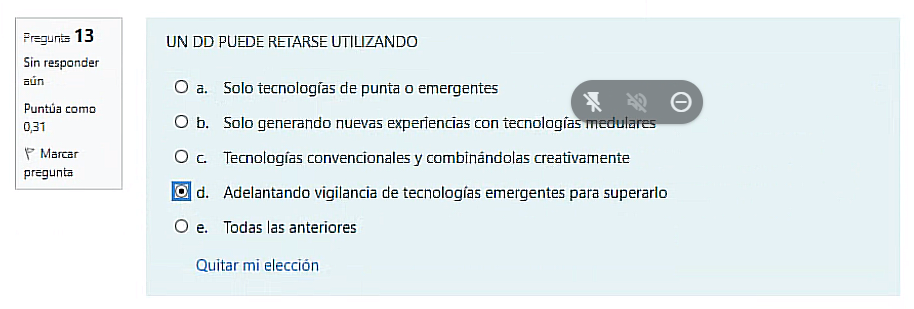 Pregunta 13
Sin responder
aún
Puntúa como
0,31
Marcar
pregunta
UN DD PUEDE RETARSE UTILIZANDO
a. Solo tecnologías de punta o emergentes
b. Solo generando nuevas experiencias con tecnologías medulares
c. Tecnologías convencionales y combinándolas creativamente
d. Adelantando vigilancia de tecnologías emergentes para superarlo
e. Todas las anteriores
Quitar mi elección